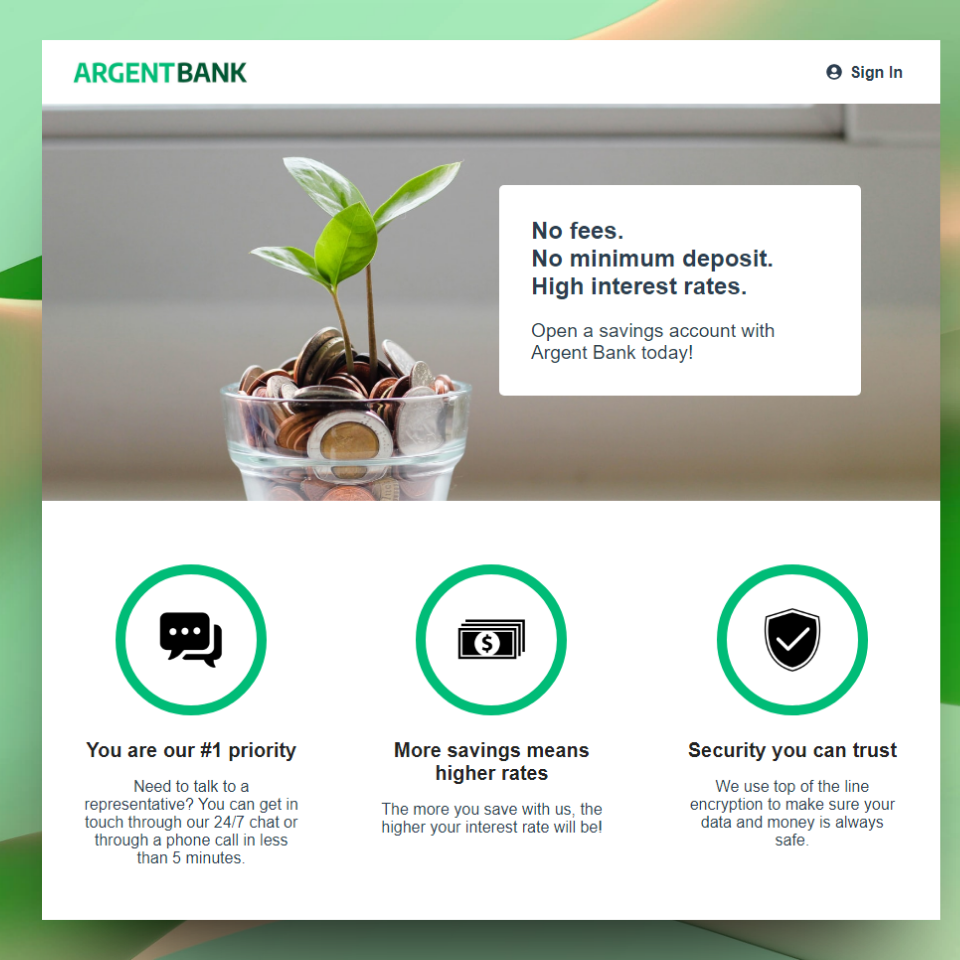 ARGENTBANK
Sign In
No fees.
No minimum deposit.
High interest rates.
Open a savings account with
Argent Bank today!
You are our #1 priority
Need to talk to a
representative? You can get in
touch through our 24/7 chat or
through a phone call in less
than 5 minutes.
More savings means
higher rates
The more you save with us, the
higher your interest rate will be!
Security you can trust
We use top of the line
encryption to make sure your
data and money is always
safe.